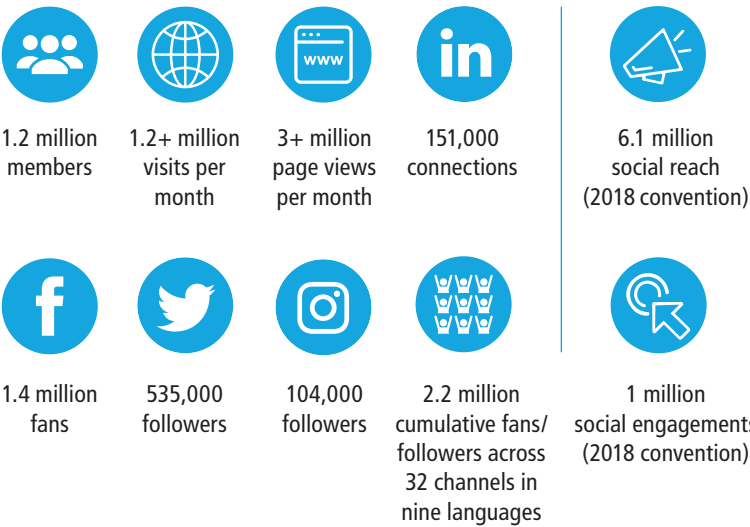 www
in
1.2 million
members
1.2+ million
visits per
month
3+ million
page views
per month
151,000
connections
6.1 million
social reach
(2018 convention)
f
1.4 million
fans
535,000
followers
104,000
followers
2.2 million
cumulative fans/
followers across
32 channels in
nine languages
1 million
social engagements
(2018 convention)